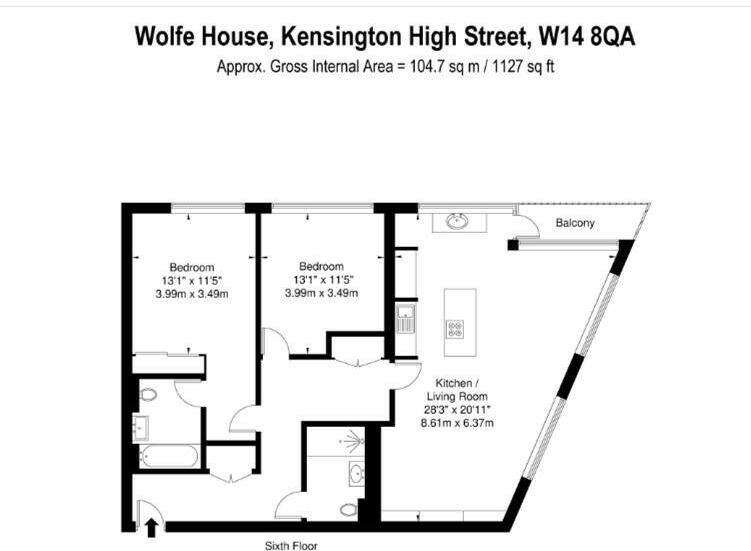 Wolfe House, Kensington High Street, W14 8QA
Approx. Gross Internal Area = 104.7 sq m / 1127 sq ft
Balcony
Bedroom
13'1" x 11'5"
3.99m x 3.49m
Bedroom
13'1" x 11'5"
3.99m x 3.49m
Kitchen /
Living Room
28'3" x 20'11"
8.61m x 6.37m
Sixth Floor